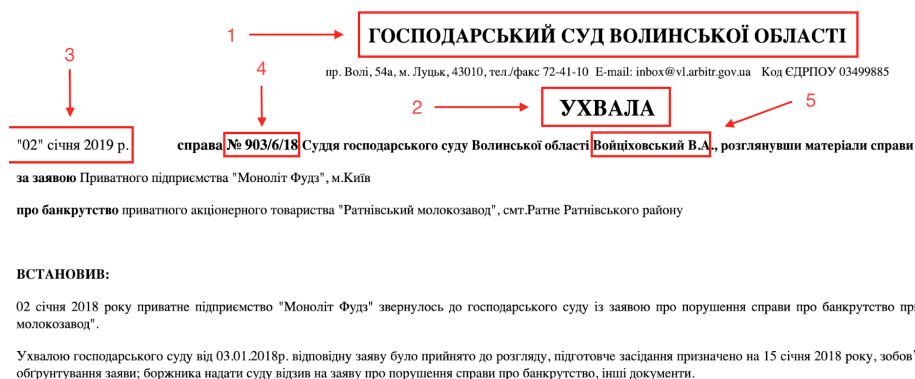 1 ГОСПОДАРСЬКИЙ СУД ВОЛИНСЬКОЇ ОБЛАСТІ
3 4 пр. Волі, 54а, м. Луцьк, 43010, тел./факс 72-41-10 E-mail: inbox@vl.arbitr.gov.ua Код ЄДРПОУ 03499885
2 УХВАЛА 5
"02" січня 2019 р. справа № 903/6/18 Суддя господарського суду Волинської області Войціховський В.А., розглянувши матеріали справи
за заявою Приватного підприємства "Моноліт Фудз", м.Київ
про банкрутство приватного акціонерного товариства "Ратнівський молокозавод", смт.Ратне Ратнівського району
ВСТАНОВИВ:
02 січня 2018 року приватне підприємство "Моноліт Фудз" звернулось до господарського суду із заявою про порушення справи про банкрутство
молокозавод".
Ухвалою господарського суду від 03.01.2018р. відповідну заяву було прийнято до розгляду, підготовче засідання призначено на 15 січня 2018 року,
обґрунтування заяви; боржника надати суду відзив на заяву про порушення справи про банкрутство, інші документи.